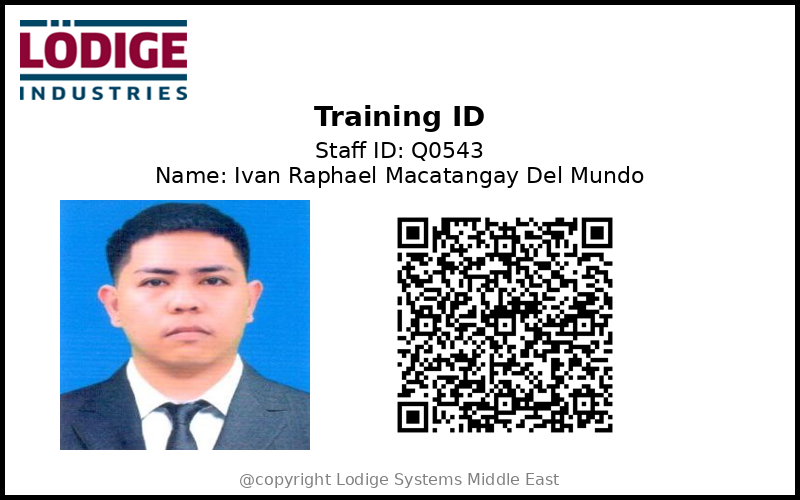 LÖDIGE
INDUSTRIES
Training ID
Staff ID: Q0543
Name: Ivan Raphael Macatangay Del Mundo
@copyright Lodige Systems Middle East